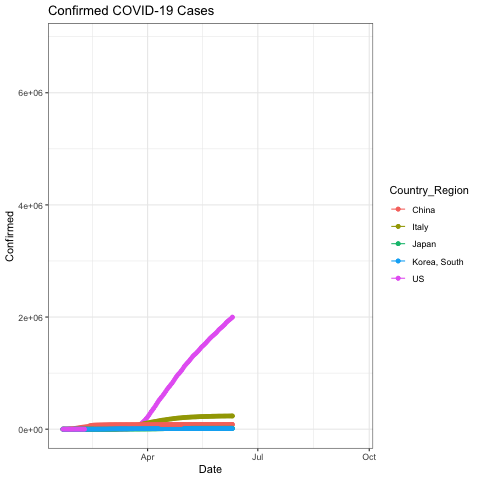 Confirmed COVID-19 Cases
6e+06
4e+06
2e+06
0e+00
Confirmed
Apr
Jul
Oct
Date
Country_Region
China
Italy
Japan
Korea, South
US